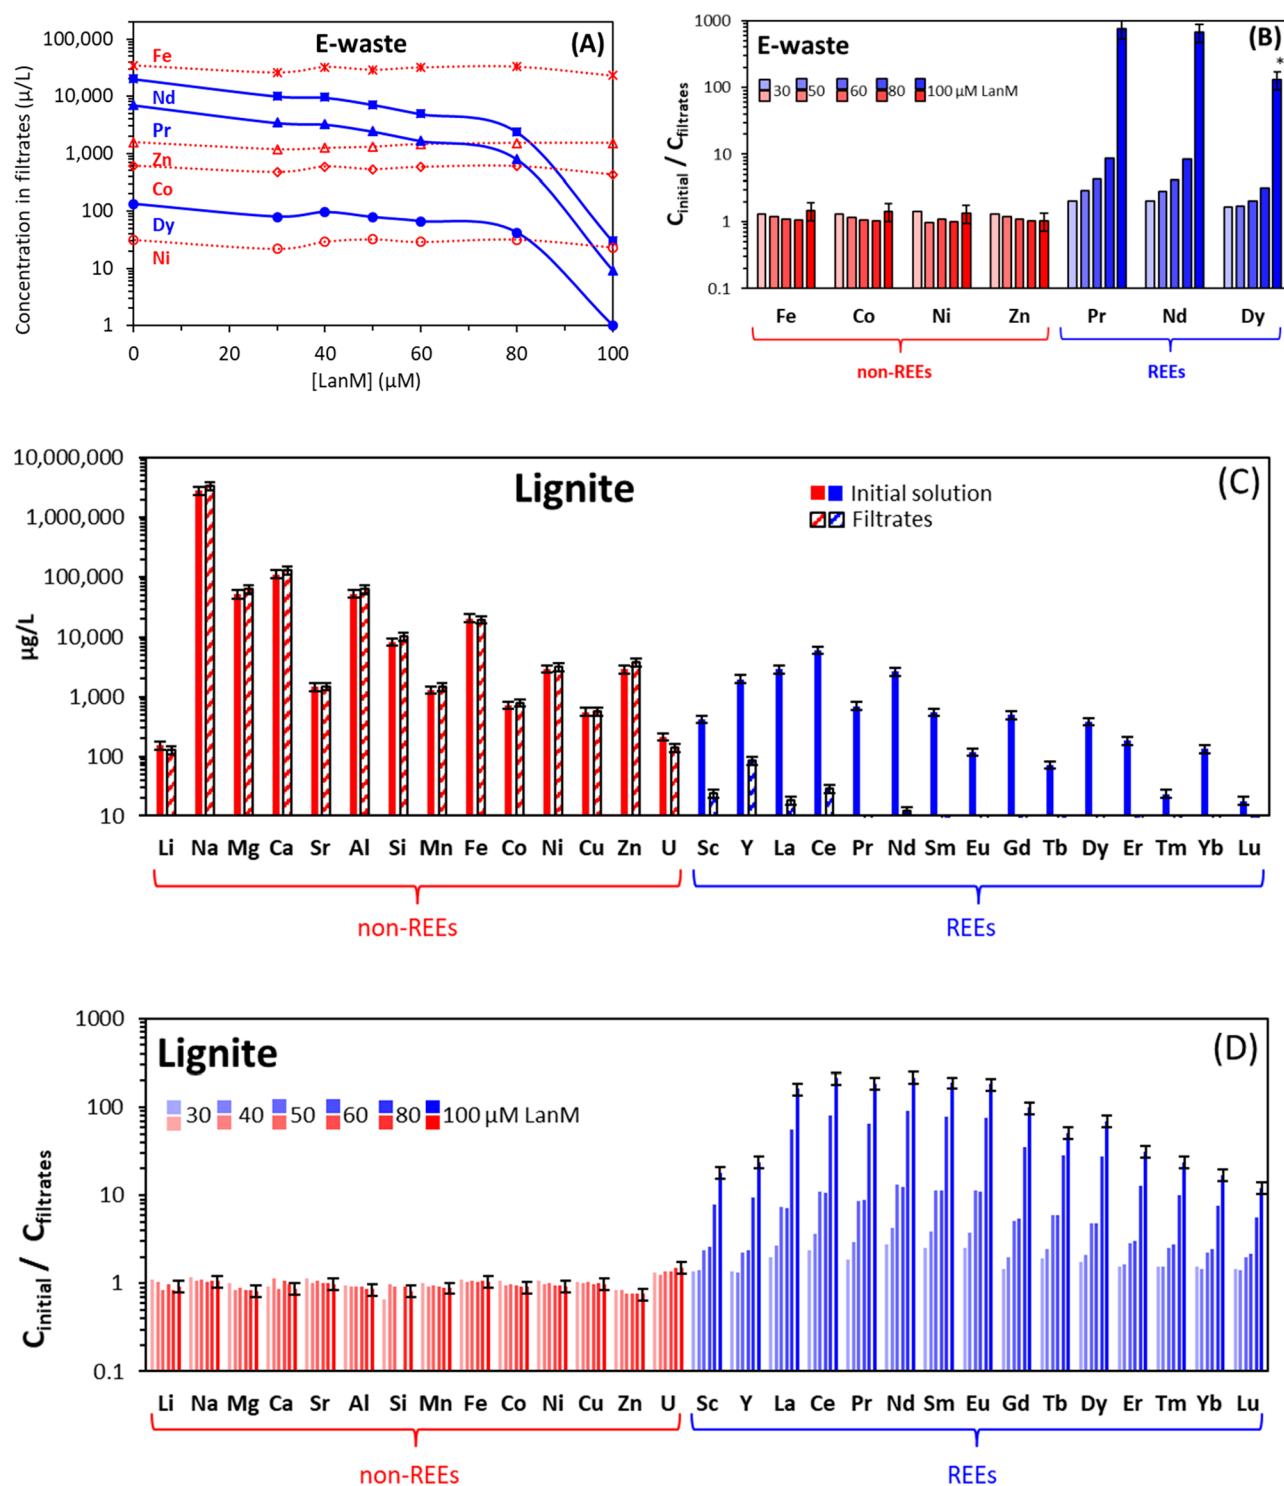 E-waste (A)
Concentration in filtrates (µ/L)
100,000
10,000
1,000
100
10
1
Fe
Nd
Pr
Zn
Co
Dy
Ni
0 20 40 60 80 100
[LanM] (µM)
E-waste (B)
30 50 60 80 100 µM LanM
*
Cinitial / Cfiltrates
1000
100
10
1
0.1
Fe Co Ni Zn Pr Nd Dy
non-REEs REEs
Lignite (C)
Initial solution
Filtrates
µg/L
10,000,000
1,000,000
100,000
10,000
1,000
100
10
Li Na Mg Ca Sr Al Si Mn Fe Co Ni Cu Zn U Sc Y La Ce Pr Nd Sm Eu Gd Tb Dy Er Tm Yb Lu
non-REEs REEs
Lignite (D)
30 40 50 60 80 100 µM LanM
Cinitial / Cfiltrates
1000
100
10
1
0.1
Li Na Mg Ca Sr Al Si Mn Fe Co Ni Cu Zn U Sc Y La Ce Pr Nd Sm Eu Gd Tb Dy Er Tm Yb Lu
non-REEs REEs